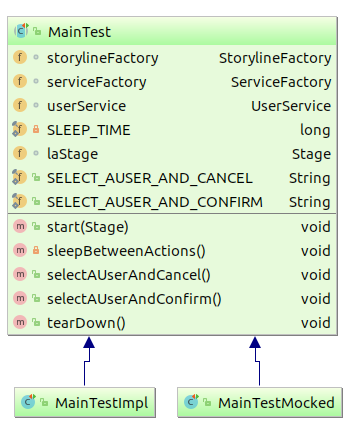 MainTest
storylineFactory StorylineFactory
serviceFactory ServiceFactory
userService UserService
SLEEP_TIME long
laStage Stage
SELECT_AUSER_AND_CANCEL String
SELECT_AUSER_AND_CONFIRM String
start(Stage) void
sleepBetweenActions() void
selectAUserAndCancel() void
selectAUserAndConfirm() void
tearDown() void
MainTestImpl MainTestMocked